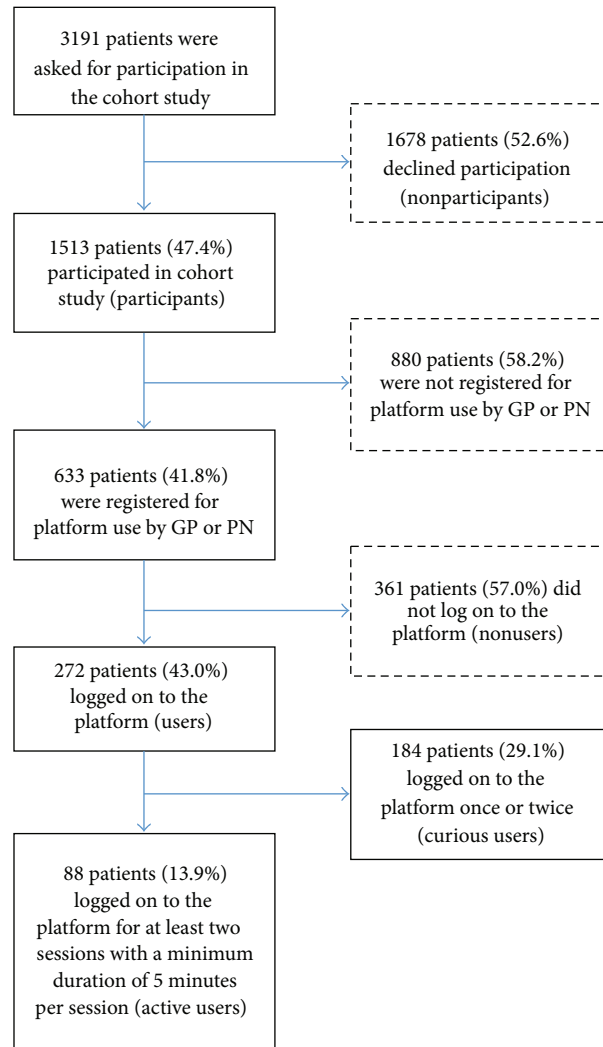 3191 patients were
asked for participation in
the cohort study
1678 patients (52.6%)
declined participation
(nonparticipants)
1513 patients (47.4%)
participated in cohort
study (participants)
880 patients (58.2%)
were not registered for
platform use by GP or PN
633 patients (41.8%)
were registered for
platform use by GP or PN
361 patients (57.0%) did
not log on to the
platform (nonusers)
272 patients (43.0%)
logged on to the
platform (users)
184 patients (29.1%)
logged on to the
platform once or twice
(curious users)
88 patients (13.9%)
logged on to the
platform for at least two
sessions with a minimum
duration of 5 minutes
per session (active users)